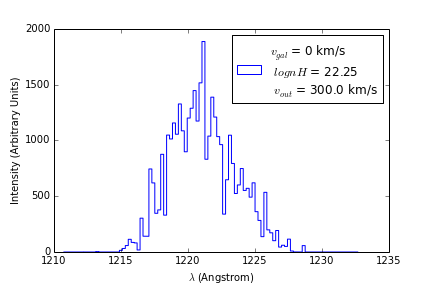 2000
1500
1000
500
0
Intensity (Arbitrary Units)
v_gal = 0 km/s
lognH = 22.25
v_out = 300.0 km/s
1210 1215 1220 1225 1230 1235
λ (Angstrom)